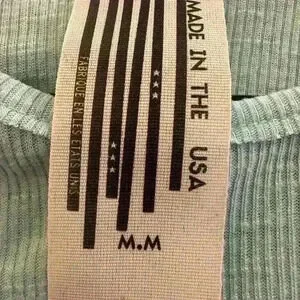 MADE IN THE USA
FABRIQUE EN LES ETATS UNIS
M.M